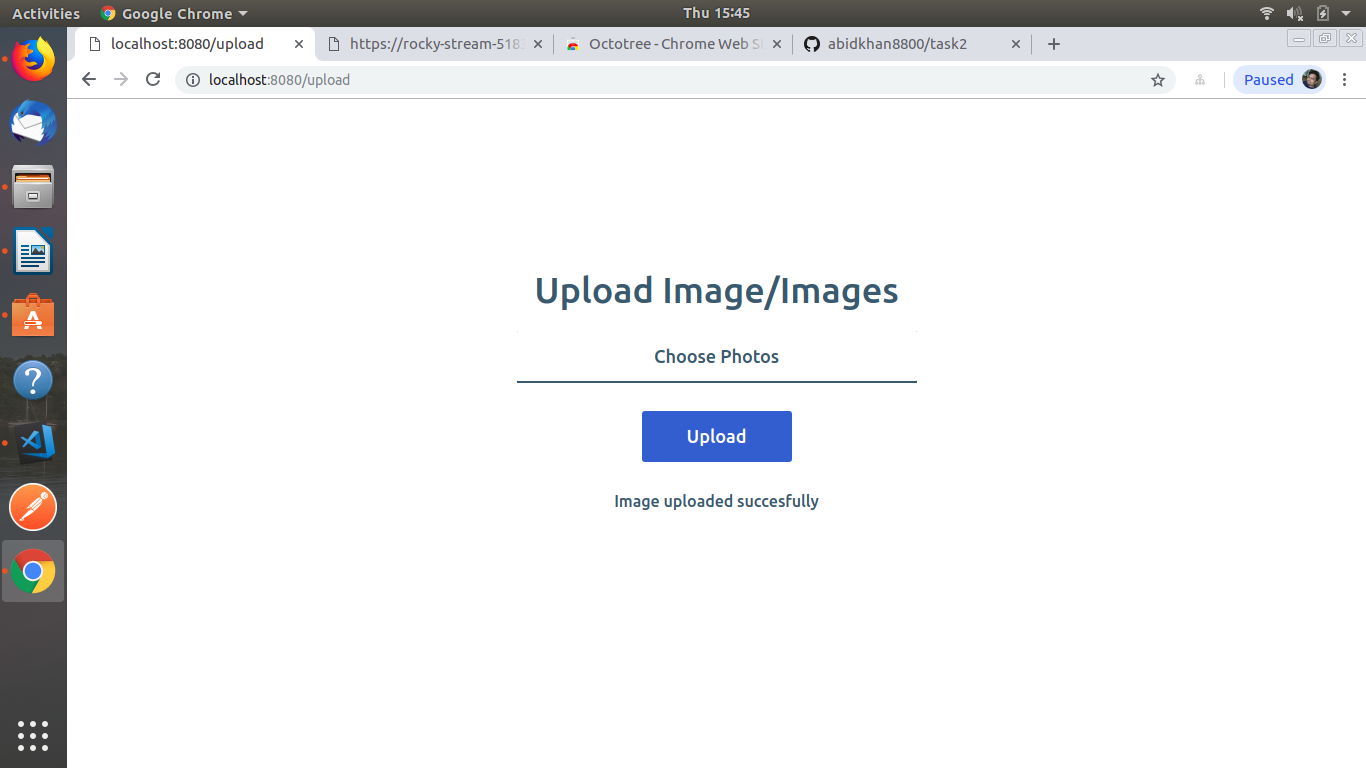 Activities Google Chrome Thu 15:45
localhost:8080/upload https://rocky-stream-518 Octotree - Chrome Web S abidkhan8800/task2
localhost:8080/upload Paused
Upload Image/Images
Choose Photos
Upload
Image uploaded succesfully